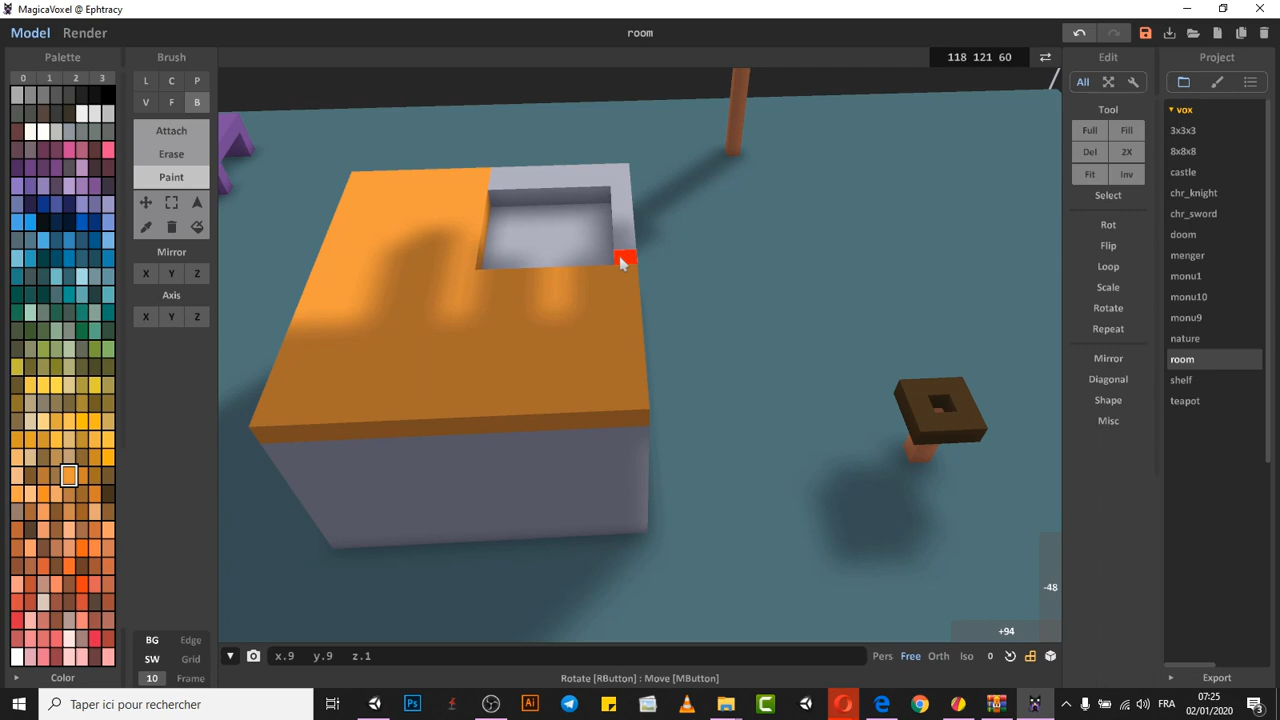 MagicaVoxel @ Ephtracy
Model Render room 118 121 60
Palette Brush Edit Project
0 1 2 3
L C P
V F B
Attach
Erase
Paint
Mirror
X Y Z
Axis
X Y Z
BG Edge
SW Grid
10 Frame
Color
All
Tool
Full Fill
Del 2X
Fit Inv
Select
Rot
Flip
Loop
Scale
Rotate
Repeat
Mirror
Diagonal
Shape
Misc
vox
3x3x3
8x8x8
castle
chr_knight
chr_sword
doom
menger
monu1
monu10
monu9
nature
room
shelf
teapot
Export
-48
+94
x.9 y.9 z.1
Pers Free Orth Iso 0
Rotate [RButton] : Move [MButton]
Taper ici pour rechercher
Ps
Ai
FRA
07:25
02/01/2020
3